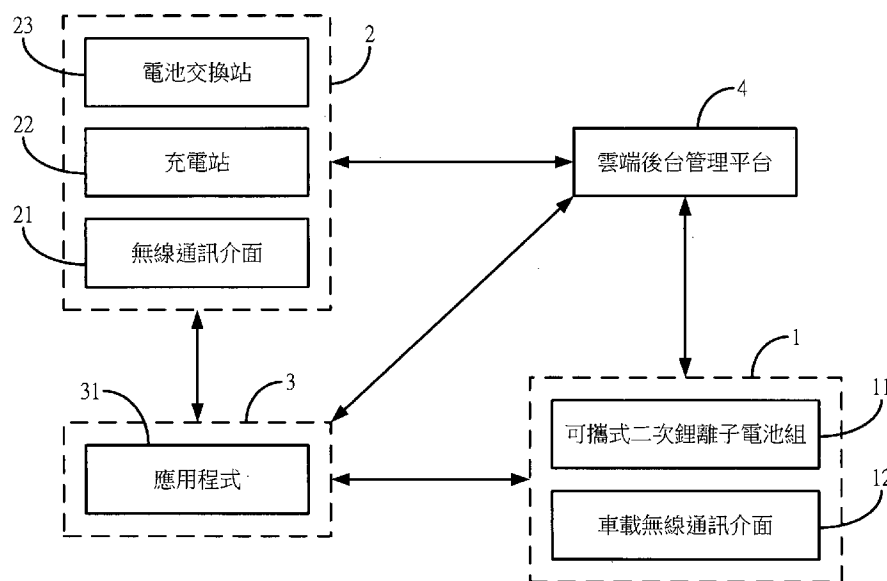 23
電池交換站
2
22
充電站
4
雲端後台管理平台
21
無線通訊介面
31
3
應用程式
1
11
可攜式二次鋰離子電池組
12
車載無線通訊介面